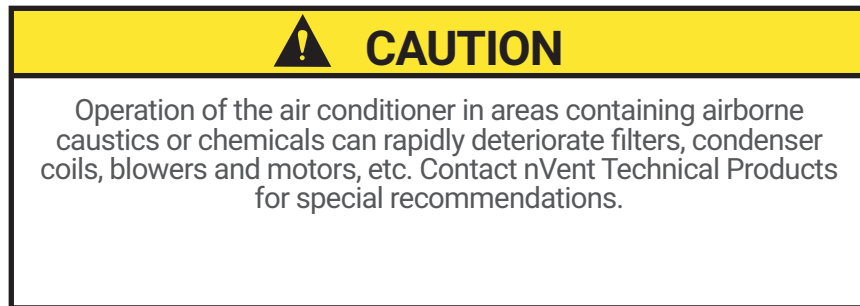 CAUTION
Operation of the air conditioner in areas containing airborne
caustics or chemicals can rapidly deteriorate filters, condenser
coils, blowers and motors, etc. Contact nVent Technical Products
for special recommendations.